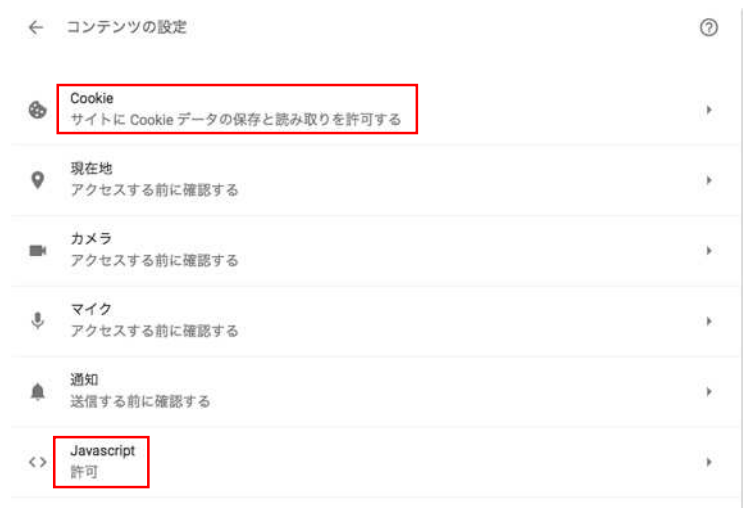 コンテンツの設定
Cookie
サイトに Cookie データの保存と読み取りを許可する
現在地
アクセスする前に確認する
カメラ
アクセスする前に確認する
マイク
アクセスする前に確認する
通知
送信する前に確認する
Javascript
許可